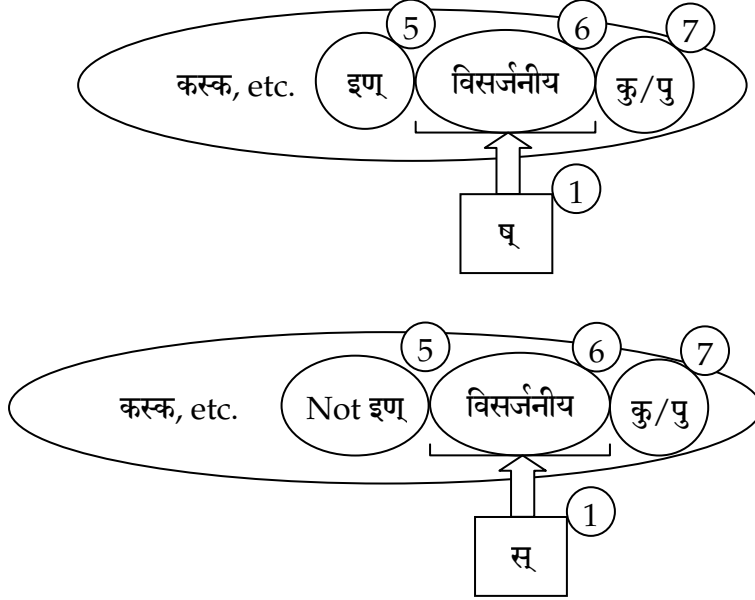 5 6 7
कस्क, etc. इण् विसर्जनीय कु/पु
1
ष्
5 6 7
कस्क, etc. Not इण् विसर्जनीय कु/पु
1
स्